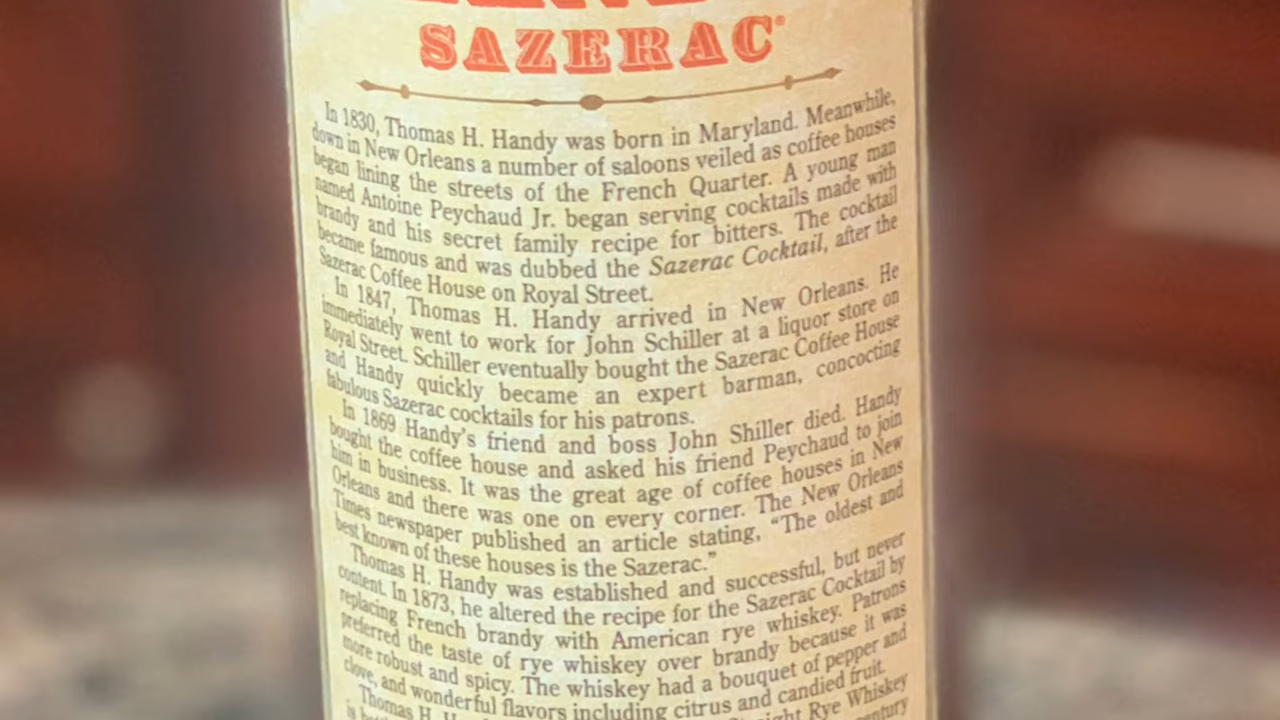 SAZERAC®
In 1830, Thomas H. Handy was born in Maryland. Meanwhile,
down in New Orleans a number of saloons veiled as coffee houses
began lining the streets of the French Quarter. A young man
named Antoine Peychaud Jr. began serving cocktails made with
brandy and his secret family recipe for bitters. The cocktail
became famous and was dubbed the Sazerac Cocktail, after the
Sazerac Coffee House on Royal Street.
In 1847, Thomas H. Handy arrived in New Orleans. He
immediately went to work for John Schiller at a liquor store on
Royal Street. Schiller eventually bought the Sazerac Coffee House
and Handy quickly became an expert barman, concocting
fabulous Sazerac cocktails for his patrons.
In 1869 Handy's friend and boss John Shiller died. Handy
bought the coffee house and asked his friend Peychaud to join
him in business. It was the great age of coffee houses in New
Orleans and there was one on every corner. The New Orleans
Times newspaper published an article stating, “The oldest and
best known of these houses is the Sazerac.”
Thomas H. Handy was established and successful, but never
content. In 1873, he altered the recipe for the Sazerac Cocktail by
replacing French brandy with American rye whiskey. Patrons
preferred the taste of rye whiskey over brandy because it was
more robust and spicy. The whiskey had a bouquet of pepper and
clove, and wonderful flavors including citrus and candied fruit.
Thomas H. Rye Whiskey
century